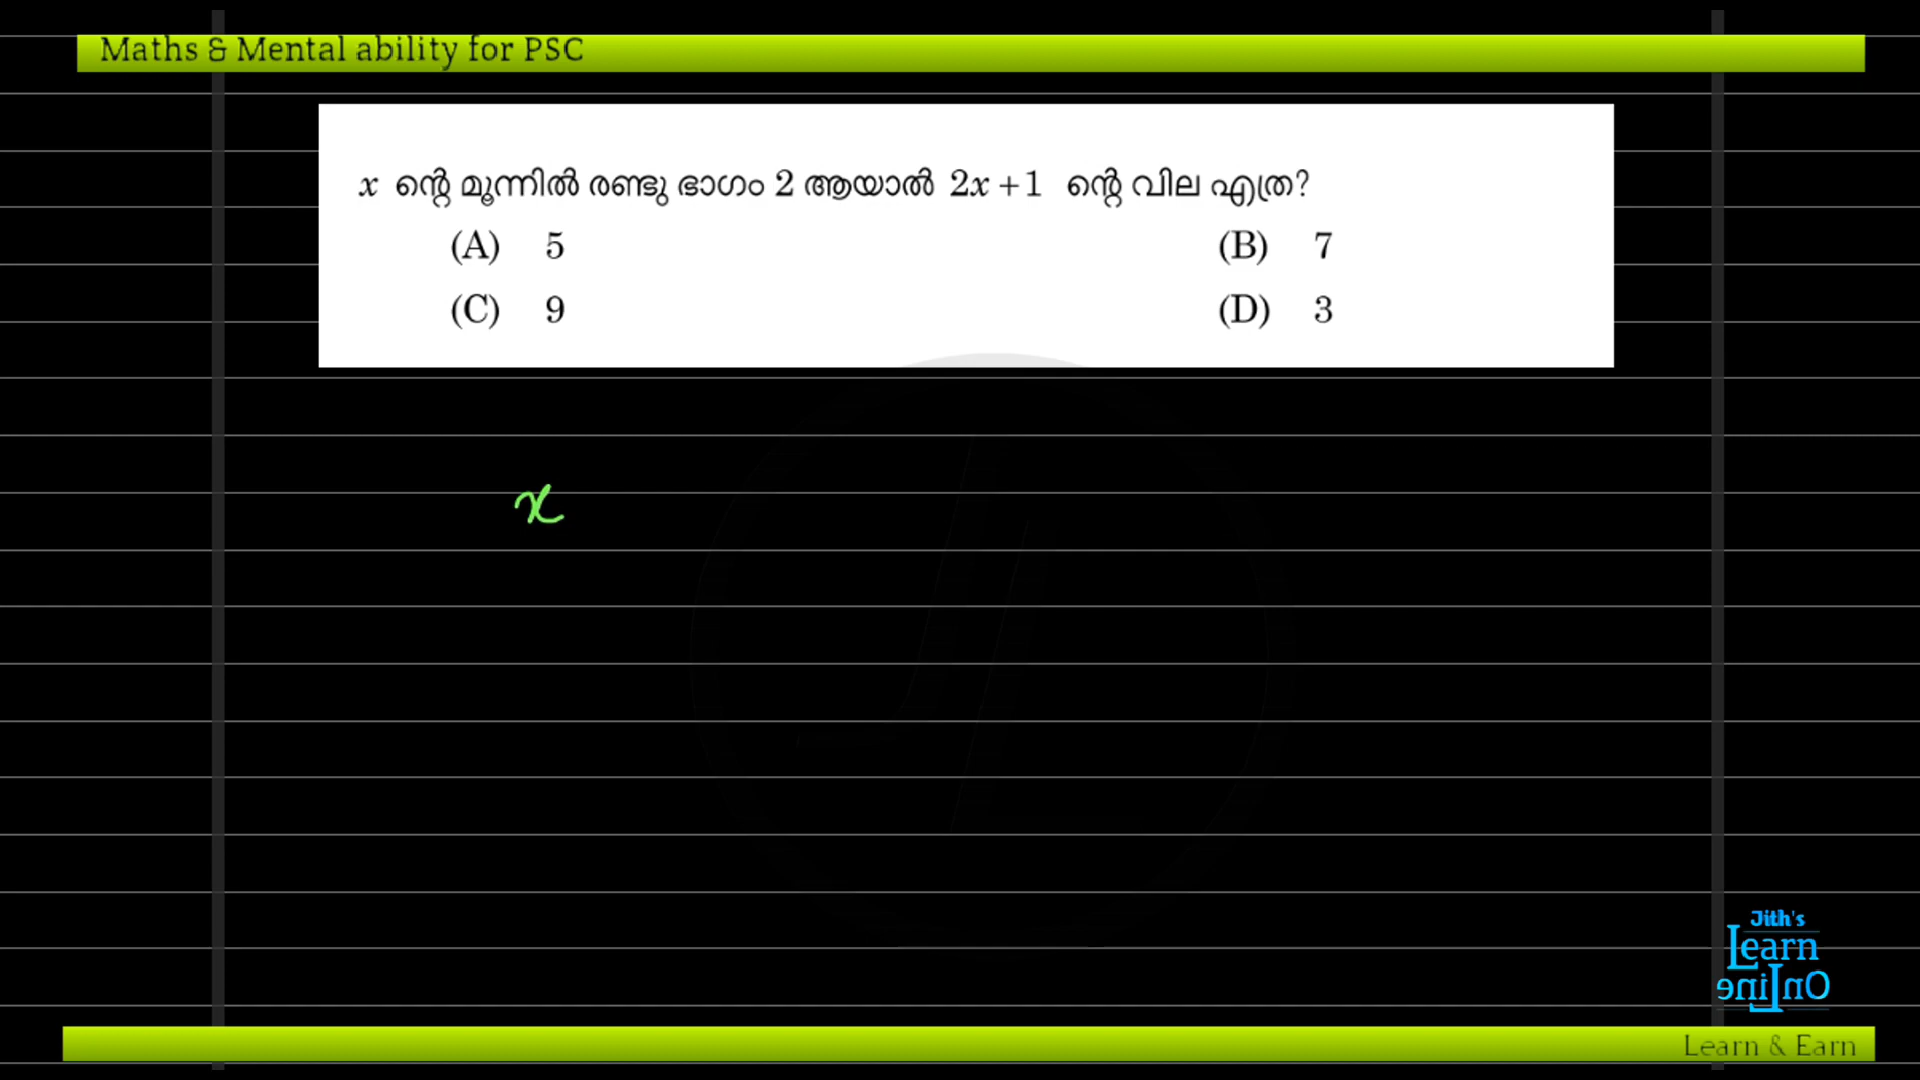 Maths & Mental ability for PSC
x ന്റെ മൂന്നിൽ രണ്ടു ഭാഗം 2 ആയാൽ 2x+1 ന്റെ വില എത്ര?
(A) 5 (B) 7
(C) 9 (D) 3
x
Jith's
Learn
OnLine
Learn & Earn